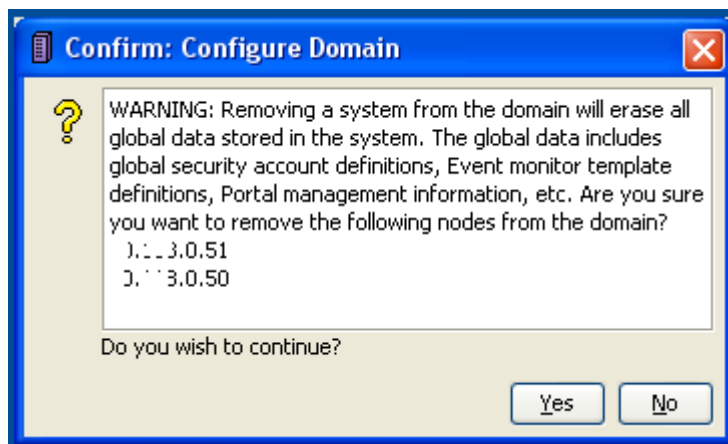 Confirm: Configure Domain
WARNING: Removing a system from the domain will erase all
global data stored in the system. The global data includes
global security account definitions, Event monitor template
definitions, Portal management information, etc. Are you sure
you want to remove the following nodes from the domain?
Do you wish to continue?
Yes No